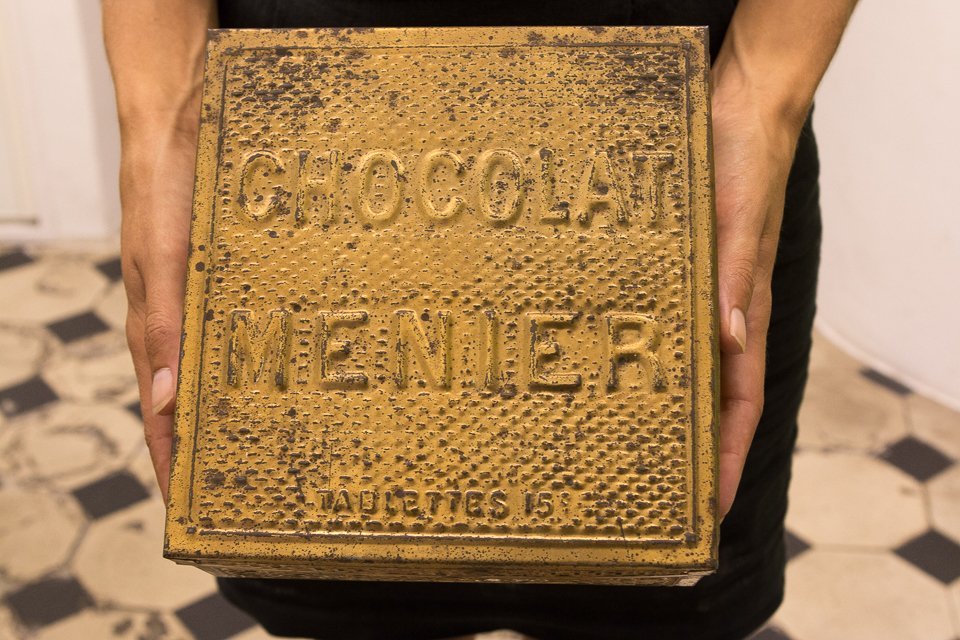 CHOCOLAT
MENIER
TABLETTES 15